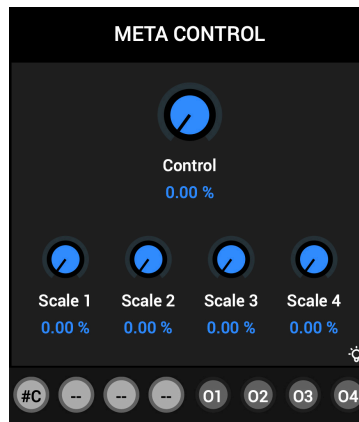 META CONTROL
Control
0.00 %
Scale 1 Scale 2 Scale 3 Scale 4
0.00 % 0.00 % 0.00 % 0.00 %
#C -- -- -- O1 O2 O3 O4